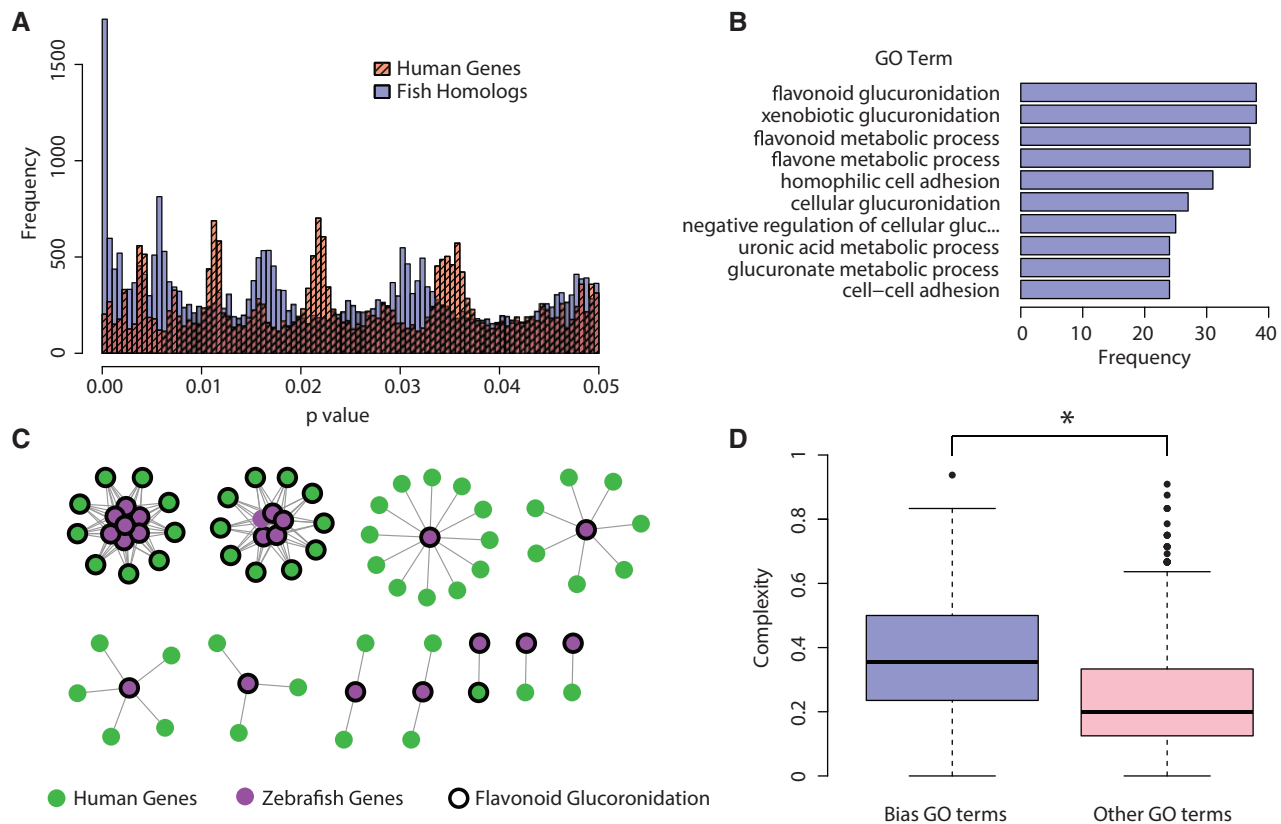 A
1500
1000
500
0
Frequency
Human Genes
Fish Homologs
0.00 0.01 0.02 0.03 0.04 0.05
p value
B
GO Term
flavonoid glucuronidation
xenobiotic glucuronidation
flavonoid metabolic process
flavone metabolic process
homophilic cell adhesion
cellular glucuronidation
negative regulation of cellular gluc...
uronic acid metabolic process
glucuronate metabolic process
cell−cell adhesion
0 10 20 30 40
Frequency
C
Human Genes
Zebrafish Genes
Flavonoid Glucoronidation
D
*
1
0.8
0.6
0.4
0.2
0
Complexity
Bias GO terms
Other GO terms